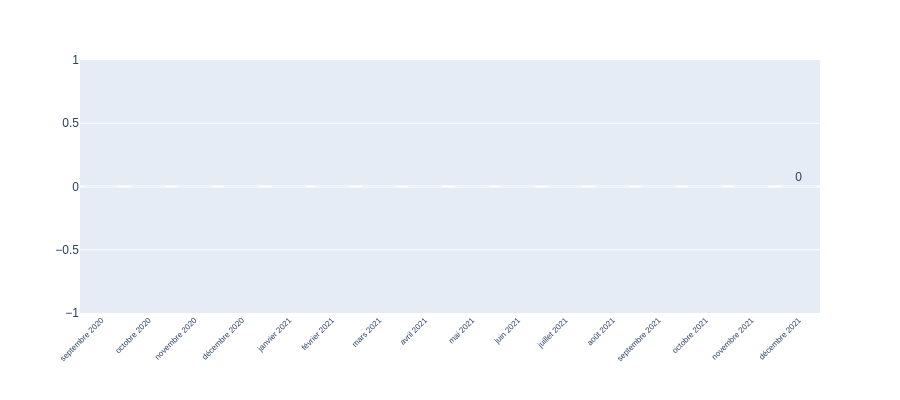 1
0.5
0
0
−0.5
−1
septembre 2020
octobre 2020
novembre 2020
décembre 2020
janvier 2021
février 2021
mars 2021
avril 2021
mai 2021
juin 2021
juillet 2021
août 2021
septembre 2021
octobre 2021
novembre 2021
décembre 2021